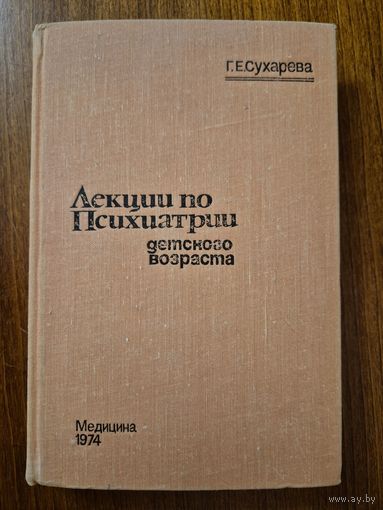 Г.Е.Сухарева
Лекции по
Психиатрии
детского
возраста
Медицина
1974
www.ay.by